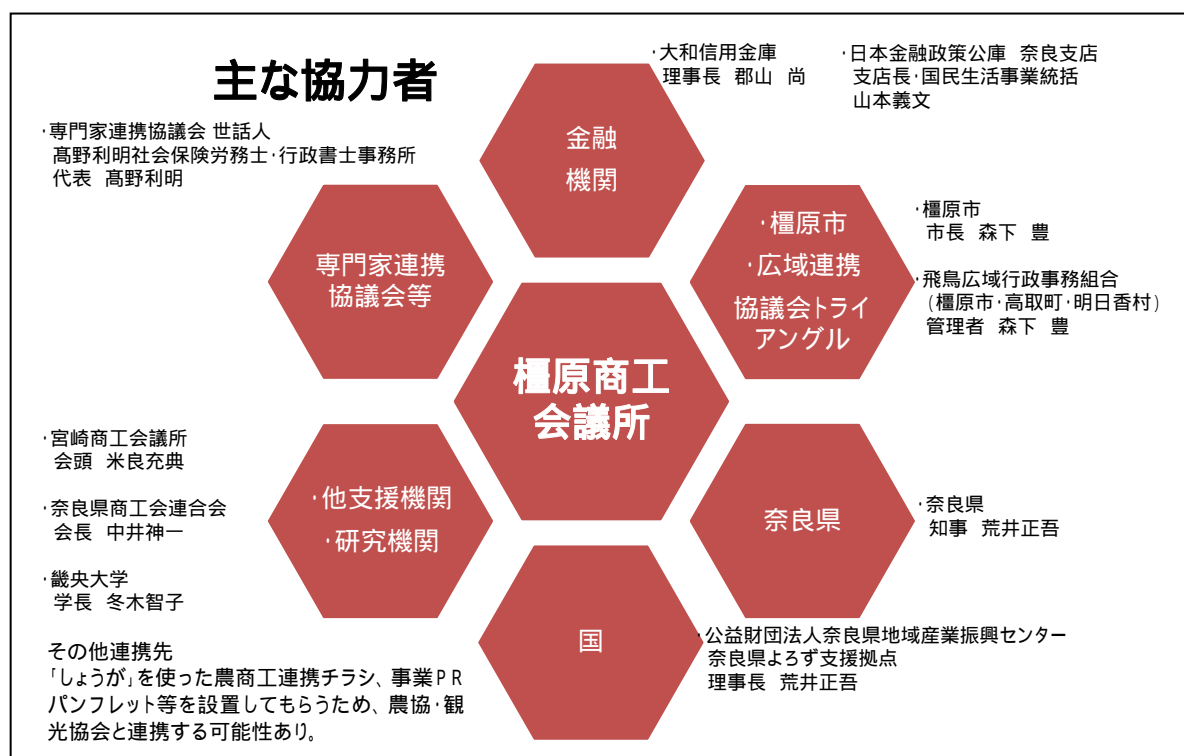 主な協力者
・大和信用金庫
理事長 郡山 尚
・日本金融政策公庫 奈良支店
支店長・国民生活事業統括
山本義文
・専門家連携協議会 世話人
髙野利明社会保険労務士・行政書士事務所
代表 髙野利明
金融
機関
専門家連携
協議会等
・橿原市
・広域連携
協議会トライ
アングル
・橿原市
市長 森下 豊
・飛鳥広域行政事務組合
(橿原市・高取町・明日香村)
管理者 森下 豊
橿原商工
会議所
・宮崎商工会議所
会頭 米良充典
・奈良県商工会連合会
会長 中井神一
・畿央大学
学長 冬木智子
・他支援機関
・研究機関
奈良県
・奈良県
知事 荒井正吾
国
・公益財団法人奈良県地域産業振興センター
奈良県よろず支援拠点
理事長 荒井正吾
その他連携先
「しょうが」を使った農商工連携チラシ、事業PR
パンフレット等を設置してもらうため、農協・観
光協会と連携する可能性あり。